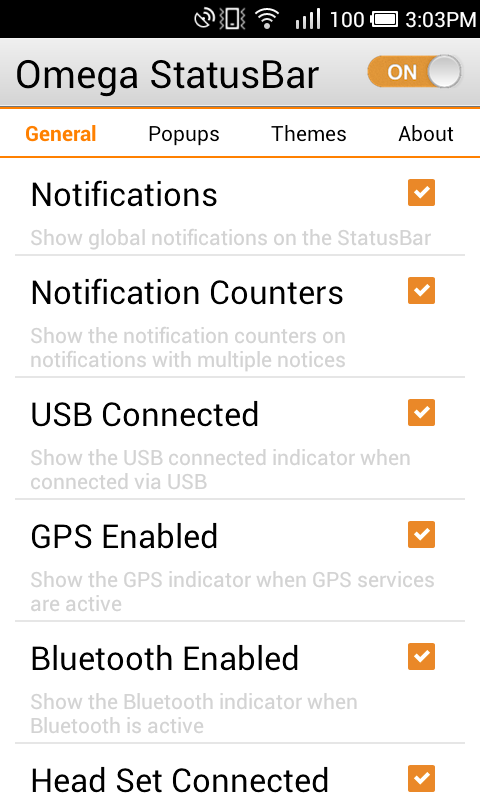 100 3:03PM
Omega StatusBar ON
General Popups Themes About
Notifications
Show global notifications on the StatusBar
Notification Counters
Show the notification counters on
notifications with multiple notices
USB Connected
Show the USB connected indicator when
connected via USB
GPS Enabled
Show the GPS indicator when GPS services
are active
Bluetooth Enabled
Show the Bluetooth indicator when
Bluetooth is active
Head Set Connected